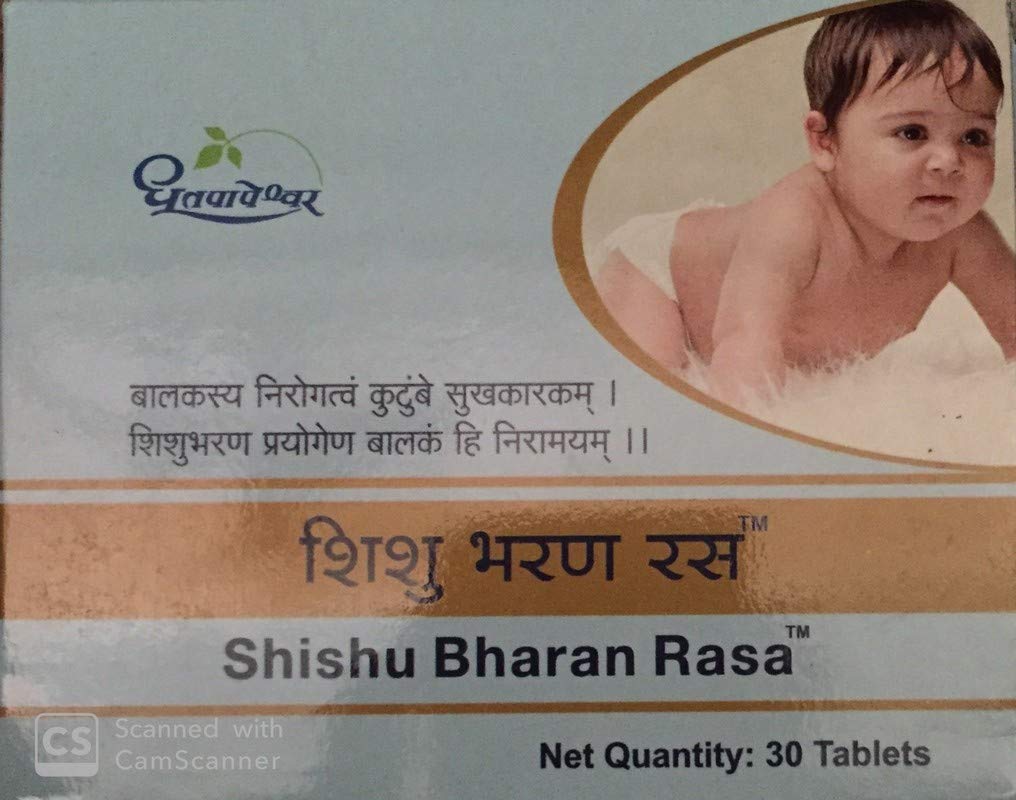 धूतपापेश्वर
बालकस्य निरोगत्वं कुटुंबे सुखकारकम् ।
शिशुभरण प्रयोगेण बालकं हि निरामयम् ।।
शिशु भरण रस™
Shishu Bharan Rasa™
Net Quantity: 30 Tablets
CS Scanned with
CamScanner